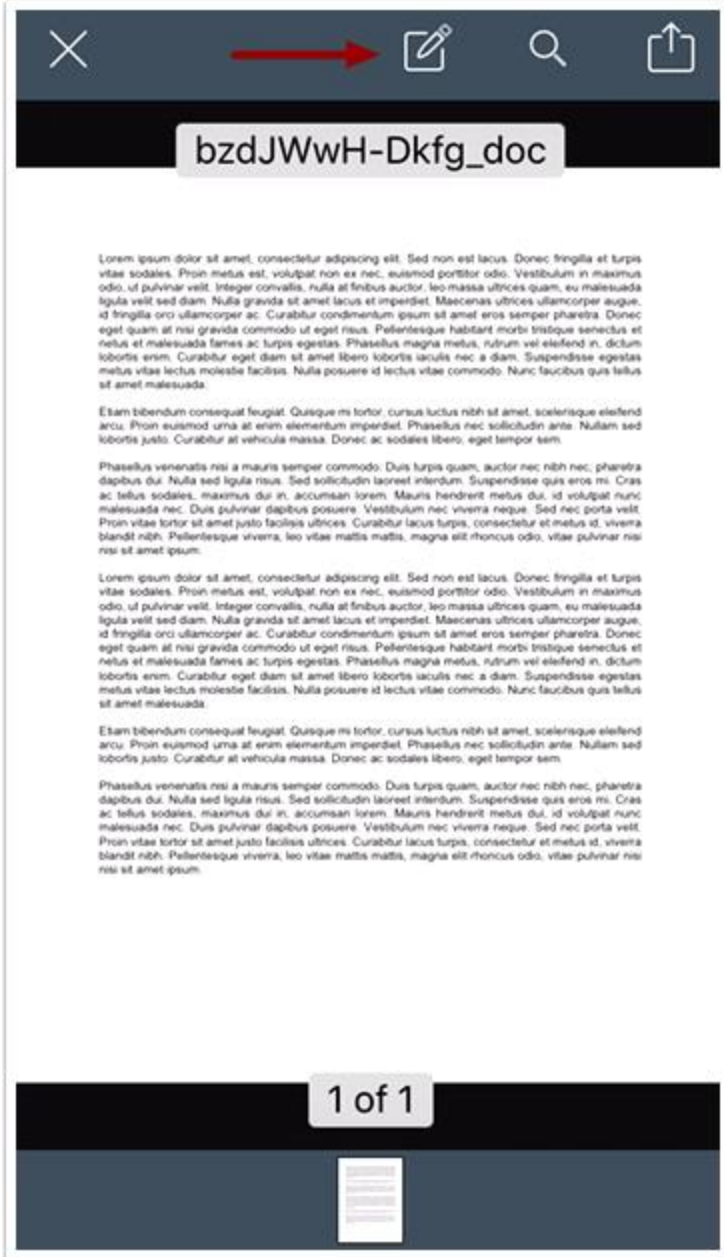 bzdJWwH-Dkfg_doc
Lorem ipsum dolor sit amet, consectetur adipiscing elit. Sed non est lacus. Donec fringilla et turpis
vitae sodales. Proin metus est, volutpat non ex nec, euismod porttitor odio. Vestibulum in maximus
odio, ut pulvinar velit. Integer convallis, nulla at finibus auctor, leo massa ultrices quam, eu malesuada
ligula velit sed diam. Nulla gravida sit amet lacus et imperdiet. Maecenas ultrices ullamcorper augue,
id fringilla orci ullamcorper ac. Curabitur condimentum ipsum sit amet eros semper pharetra. Donec
eget quam at nisi gravida commodo ut eget risus. Pellentesque habitant morbi tristique senectus et
netus et malesuada fames ac turpis egestas. Phasellus magna metus, rutrum vel eleifend in, dictum
lobortis enim. Curabitur eget diam sit amet libero lobortis iaculis nec a diam. Suspendisse egestas
metus vitae lectus molestie facilisis. Nulla posuere id lectus vitae commodo. Nunc faucibus quis tellus
sit amet malesuada.
Etiam bibendum consequat feugiat. Quisque mi tortor, cursus luctus nibh sit amet, scelerisque eleifend
arcu. Proin euismod urna at enim elementum imperdiet. Phasellus nec sollicitudin ante. Nullam sed
lobortis justo. Curabitur at vehicula massa. Donec ac sodales libero, eget tempor sem.
Phasellus venenatis nisi a mauris semper commodo. Duis turpis quam, auctor nec nibh nec, pharetra
dapibus dui. Nulla sed ligula risus. Sed sollicitudin laoreet interdum. Suspendisse quis eros mi. Cras
ac tellus sodales, maximus dui in, accumsan lorem. Mauris hendrerit metus dui, id volutpat nunc
malesuada nec. Duis pulvinar dapibus posuere. Vestibulum nec viverra neque. Sed nec porta velit.
Proin vitae tortor sit amet justo facilisis ultrices. Curabitur lacus turpis, consectetur et metus id, viverra
blandit nibh. Pellentesque viverra, leo vitae mattis mattis, magna elit rhoncus odio, vitae pulvinar nisi
nisi sit amet ipsum.
Lorem ipsum dolor sit amet, consectetur adipiscing elit. Sed non est lacus. Donec fringilla et turpis
vitae sodales. Proin metus est, volutpat non ex nec, euismod porttitor odio. Vestibulum in maximus
odio, ut pulvinar velit. Integer convallis, nulla at finibus auctor, leo massa ultrices quam, eu malesuada
ligula velit sed diam. Nulla gravida sit amet lacus et imperdiet. Maecenas ultrices ullamcorper augue,
id fringilla orci ullamcorper ac. Curabitur condimentum ipsum sit amet eros semper pharetra. Donec
eget quam at nisi gravida commodo ut eget risus. Pellentesque habitant morbi tristique senectus et
netus et malesuada fames ac turpis egestas. Phasellus magna metus, rutrum vel eleifend in, dictum
lobortis enim. Curabitur eget diam sit amet libero lobortis iaculis nec a diam. Suspendisse egestas
metus vitae lectus molestie facilisis. Nulla posuere id lectus vitae commodo. Nunc faucibus quis tellus
sit amet malesuada.
Etiam bibendum consequat feugiat. Quisque mi tortor, cursus luctus nibh sit amet, scelerisque eleifend
arcu. Proin euismod urna at enim elementum imperdiet. Phasellus nec sollicitudin ante. Nullam sed
lobortis justo. Curabitur at vehicula massa. Donec ac sodales libero, eget tempor sem.
Phasellus venenatis nisi a mauris semper commodo. Duis turpis quam, auctor nec nibh nec, pharetra
dapibus dui. Nulla sed ligula risus. Sed sollicitudin laoreet interdum. Suspendisse quis eros mi. Cras
ac tellus sodales, maximus dui in, accumsan lorem. Mauris hendrerit metus dui, id volutpat nunc
malesuada nec. Duis pulvinar dapibus posuere. Vestibulum nec viverra neque. Sed nec porta velit.
Proin vitae tortor sit amet justo facilisis ultrices. Curabitur lacus turpis, consectetur et metus id, viverra
blandit nibh. Pellentesque viverra, leo vitae mattis mattis, magna elit rhoncus odio, vitae pulvinar nisi
nisi sit amet ipsum.
1 of 1